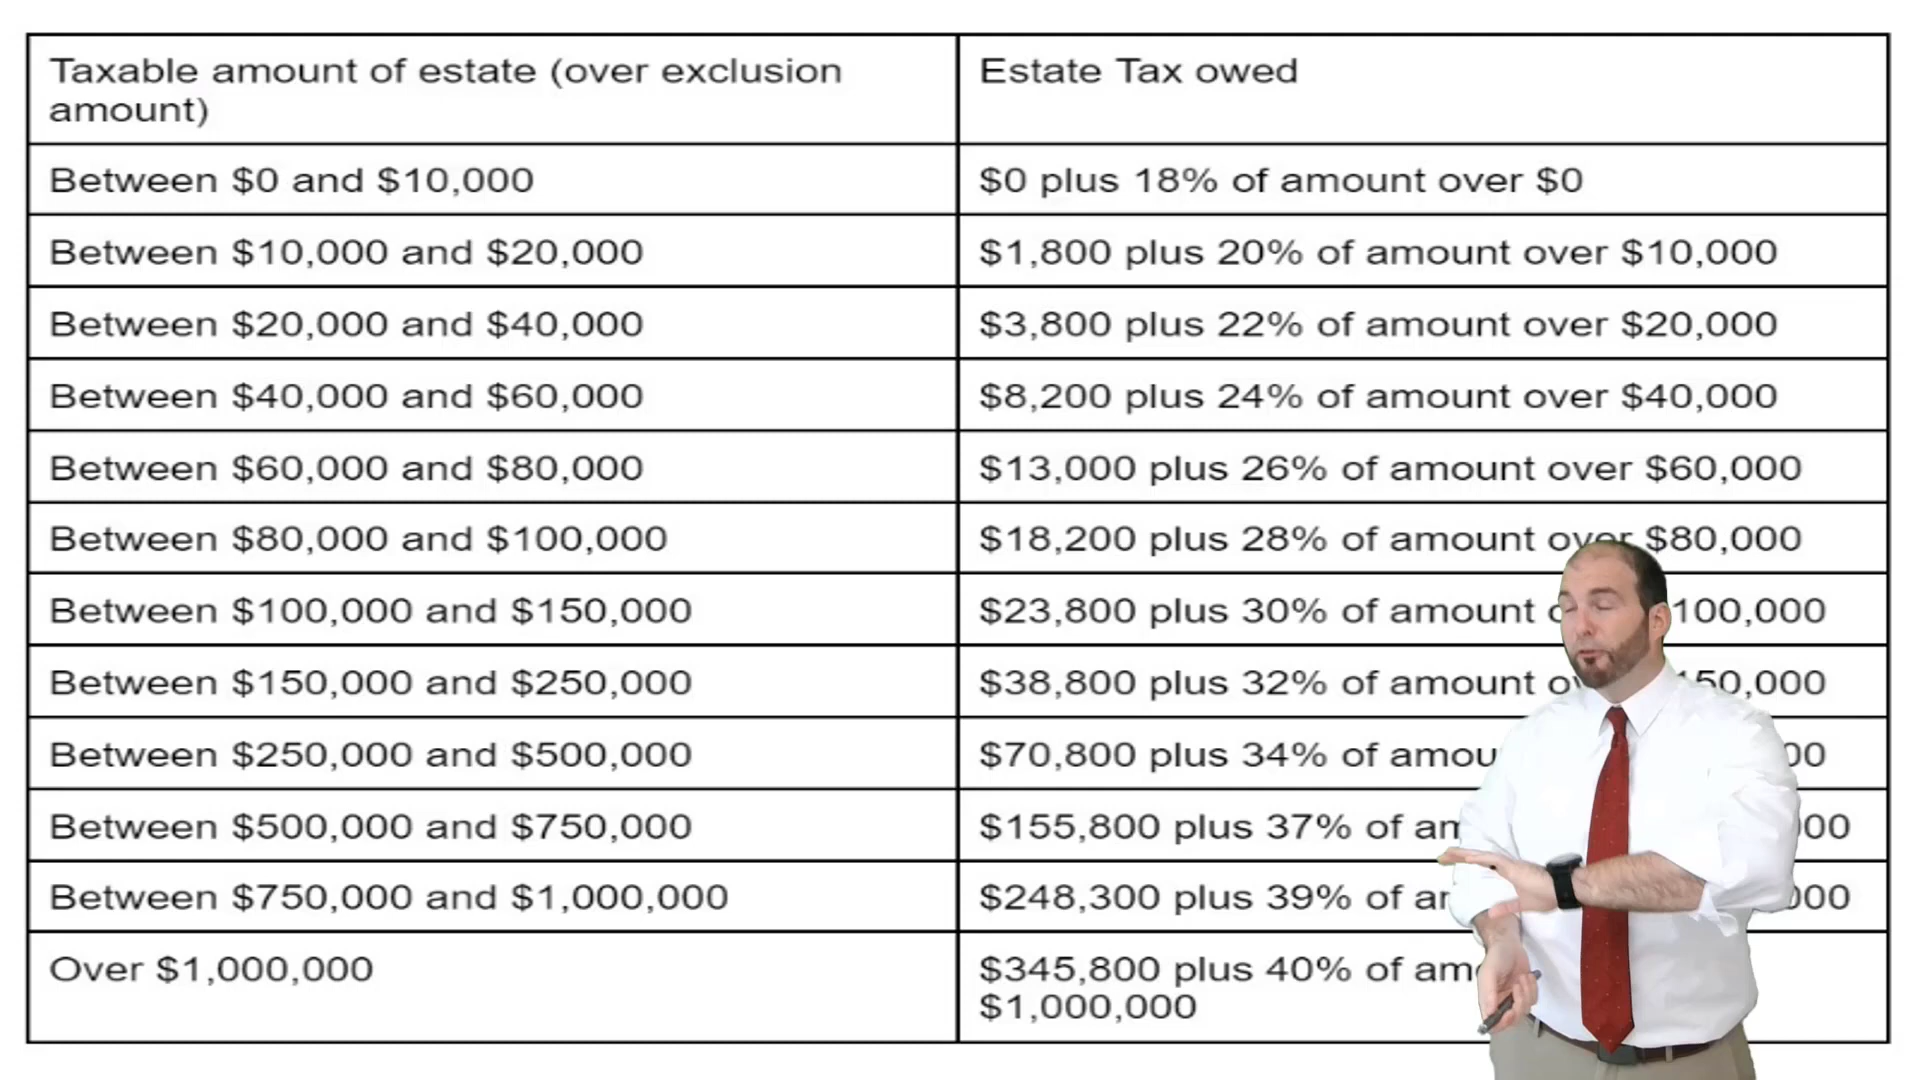 Taxable amount of estate (over exclusion
amount)
Estate Tax owed
Between $0 and $10,000
$0 plus 18% of amount over $0
Between $10,000 and $20,000
$1,800 plus 20% of amount over $10,000
Between $20,000 and $40,000
$3,800 plus 22% of amount over $20,000
Between $40,000 and $60,000
$8,200 plus 24% of amount over $40,000
Between $60,000 and $80,000
$13,000 plus 26% of amount over $60,000
Between $80,000 and $100,000
$18,200 plus 28% of amount over $80,000
Between $100,000 and $150,000
$23,800 plus 30% of amount 100,000
Between $150,000 and $250,000
$38,800 plus 32% of amount 50,000
Between $250,000 and $500,000
$70,800 plus 34% of
Between $500,000 and $750,000
$155,800 plus 37% of
Between $750,000 and $1,000,000
$248,300 plus 39% of
Over $1,000,000
$345,800 plus 40% of
$1,000,000